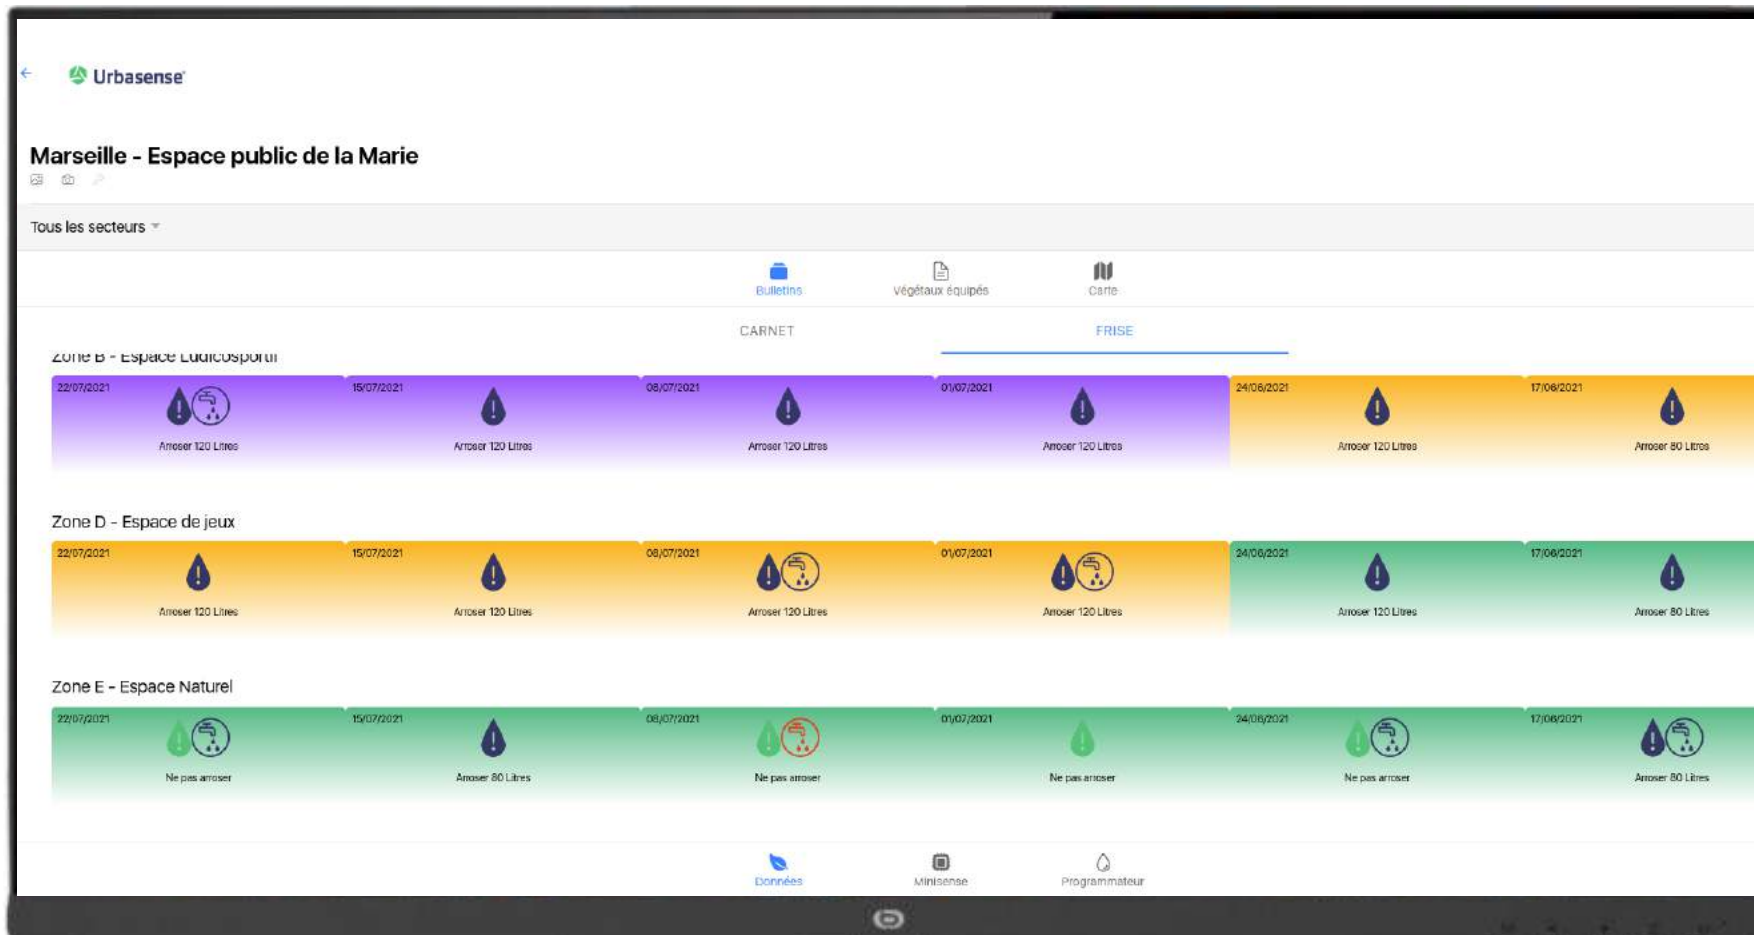 Urbasense
Marseille - Espace public de la Marie
Tous les secteurs
Bulletins
Végétaux équipés
Carte
CARNET
FRISE
Zone B - Espace Ludicosportif
22/07/2021
15/07/2021
08/07/2021
01/07/2021
24/06/2021
17/06/2021
Arroser 120 Litres
Arroser 120 Litres
Arroser 120 Litres
Arroser 120 Litres
Arroser 120 Litres
Arroser 80 Litres
Zone D - Espace de jeux
22/07/2021
15/07/2021
08/07/2021
01/07/2021
24/06/2021
17/06/2021
Arroser 120 Litres
Arroser 120 Litres
Arroser 120 Litres
Arroser 120 Litres
Arroser 120 Litres
Arroser 80 Litres
Zone E - Espace Naturel
22/07/2021
15/07/2021
08/07/2021
01/07/2021
24/06/2021
17/06/2021
Ne pas arroser
Arroser 80 Litres
Ne pas arroser
Ne pas arroser
Ne pas arroser
Arroser 80 Litres
Données
Minisense
Programmateur